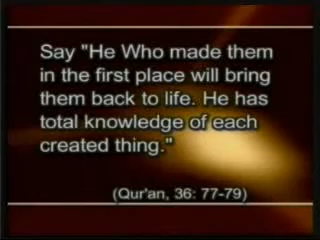 Say "He Who made them
in the first place will bring
them back to life. He has
total knowledge of each
created thing."
(Qur'an, 36: 77-79)